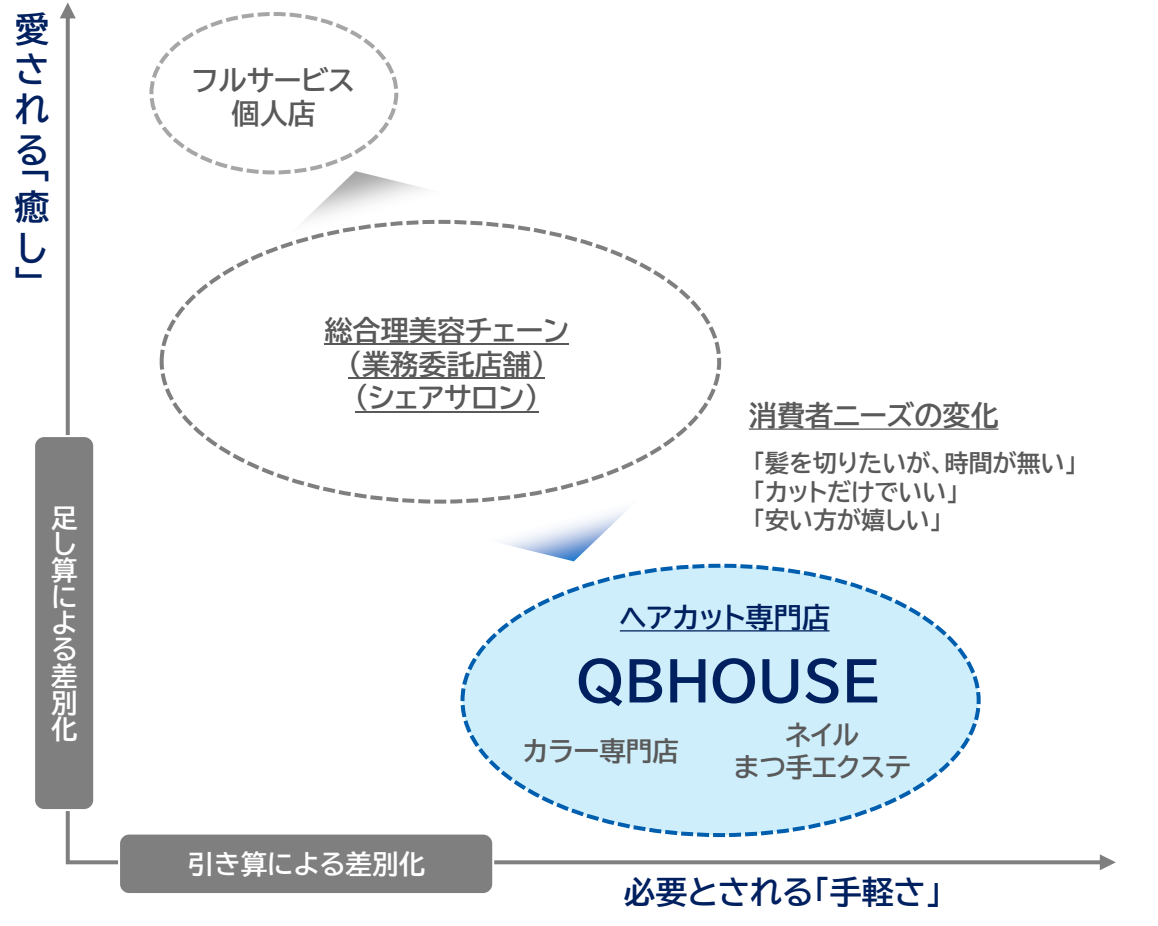 愛される「癒し」
フルサービス
個人店
総合理美容チェーン
（業務委託店舗）
（シェアサロン）
消費者ニーズの変化
「髪を切りたいが、時間が無い」
「カットだけでいい」
「安い方が嬉しい」
足し算による差別化
ヘアカット専門店
QBHOUSE
カラー専門店
ネイル
まつ手エクステ
引き算による差別化
必要とされる「手軽さ」